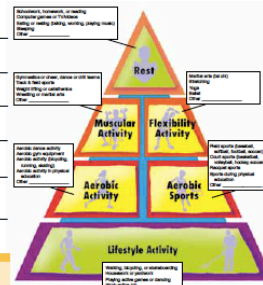 Schoolwork, homework, or reading
Computer games or TV/videos
Eating or resting (talking, working, playing music)
Sleeping
Other
Rest
Gymnastics or cheer, dance or drill teams
Track & field sports
Weight lifting or calisthenics
Wrestling or martial arts
Other
Martial arts (tai chi)
Stretching
Yoga
Ballet
Other
Muscular
Activity
Flexibility
Activity
Aerobic dance activity
Aerobic gym equipment
Aerobic activity (bicycling,
running, skating)
Aerobic activity in physical
education
Other
Field sports (baseball,
softball, football, soccer)
Court sports (basketball,
volleyball, hockey, soccer)
Racquet sports
Sports during physical
education
Other
Aerobic
Activity
Aerobic
Sports
Lifestyle Activity
Walking, bicycling, or skateboarding
Housework or yardwork
Playing active games or dancing